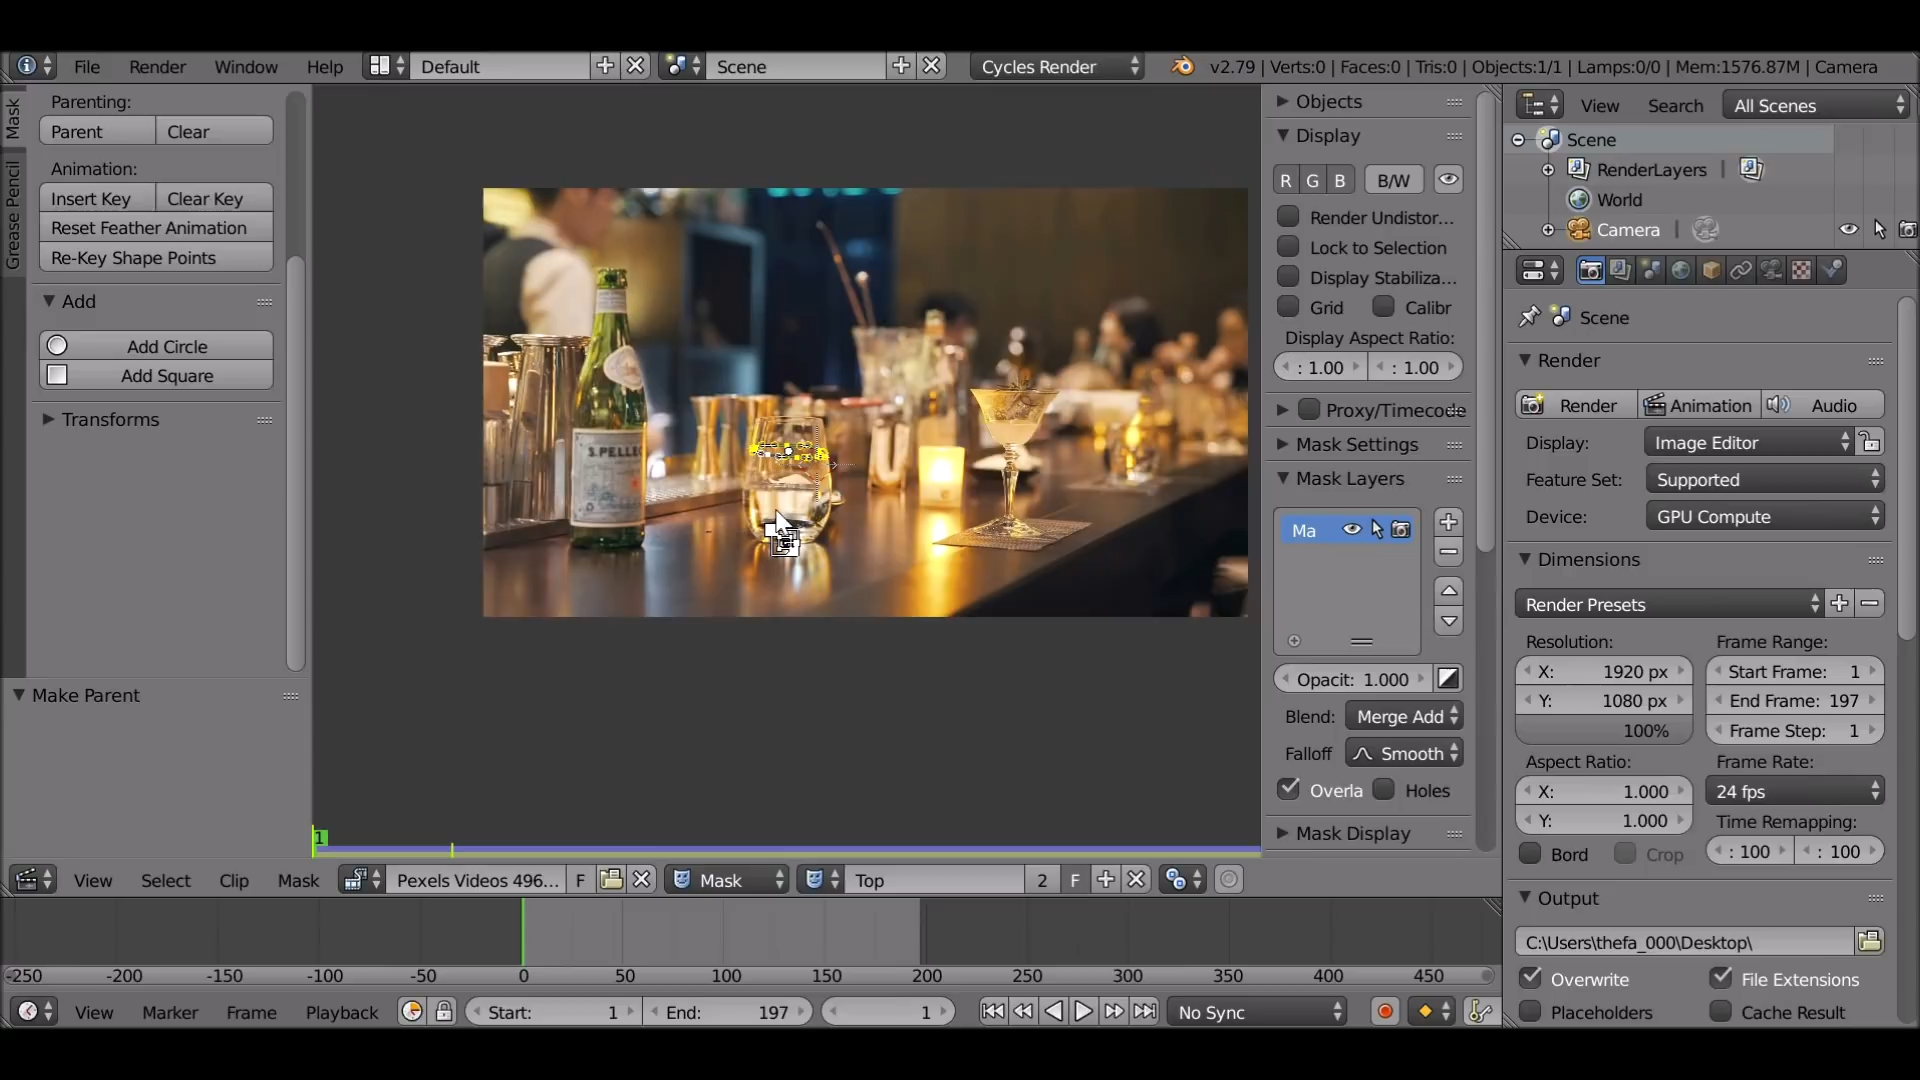 File Render Window Help Default Scene Cycles Render v2.79 | Verts:0 | Faces:0 | Tris:0 | Objects:1/1 | Lamps:0/0 | Mem:1576.87M | Camera
Mask
Grease Pencil
Parenting:
Parent Clear
Animation:
Insert Key Clear Key
Reset Feather Animation
Re-Key Shape Points
Add
Add Circle
Add Square
Transforms
Make Parent
S.PELLEG
1
Objects
Display
R G B B/W
Render Undistor...
Lock to Selection
Display Stabiliza...
Grid Calibr
Display Aspect Ratio:
: 1.00 : 1.00
Proxy/Timecode
Mask Settings
Mask Layers
Ma
Opacit: 1.000
Blend: Merge Add
Falloff Smooth
Overla Holes
Mask Display
View Search All Scenes
Scene
RenderLayers |
World
Camera |
Scene
Render
Render Animation Audio
Display: Image Editor
Feature Set: Supported
Device: GPU Compute
Dimensions
Render Presets
Resolution: Frame Range:
X: 1920 px Start Frame: 1
Y: 1080 px End Frame: 197
100% Frame Step: 1
Aspect Ratio: Frame Rate:
X: 1.000 24 fps
Y: 1.000 Time Remapping:
Bord Crop : 100 : 100
Output
C:\Users\thefa_000\Desktop\
Overwrite File Extensions
Placeholders Cache Result
View Select Clip Mask Pexels Videos 496... F Mask Top 2 F
-250 -200 -150 -100 -50 0 50 100 150 200 250 300 350 400 450
View Marker Frame Playback Start: 1 End: 197 1 No Sync